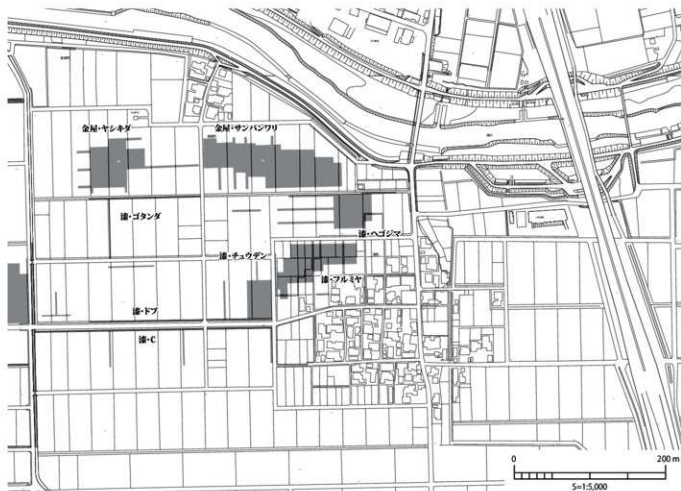 金屋・ヤシキダ
金屋・サンバンワリ
漆・ゴタンダ
漆・ヘゴジマ
漆・チュウデン
漆・フルミヤ
漆・ドブ
漆・C
0 200 m
S=1:5,000